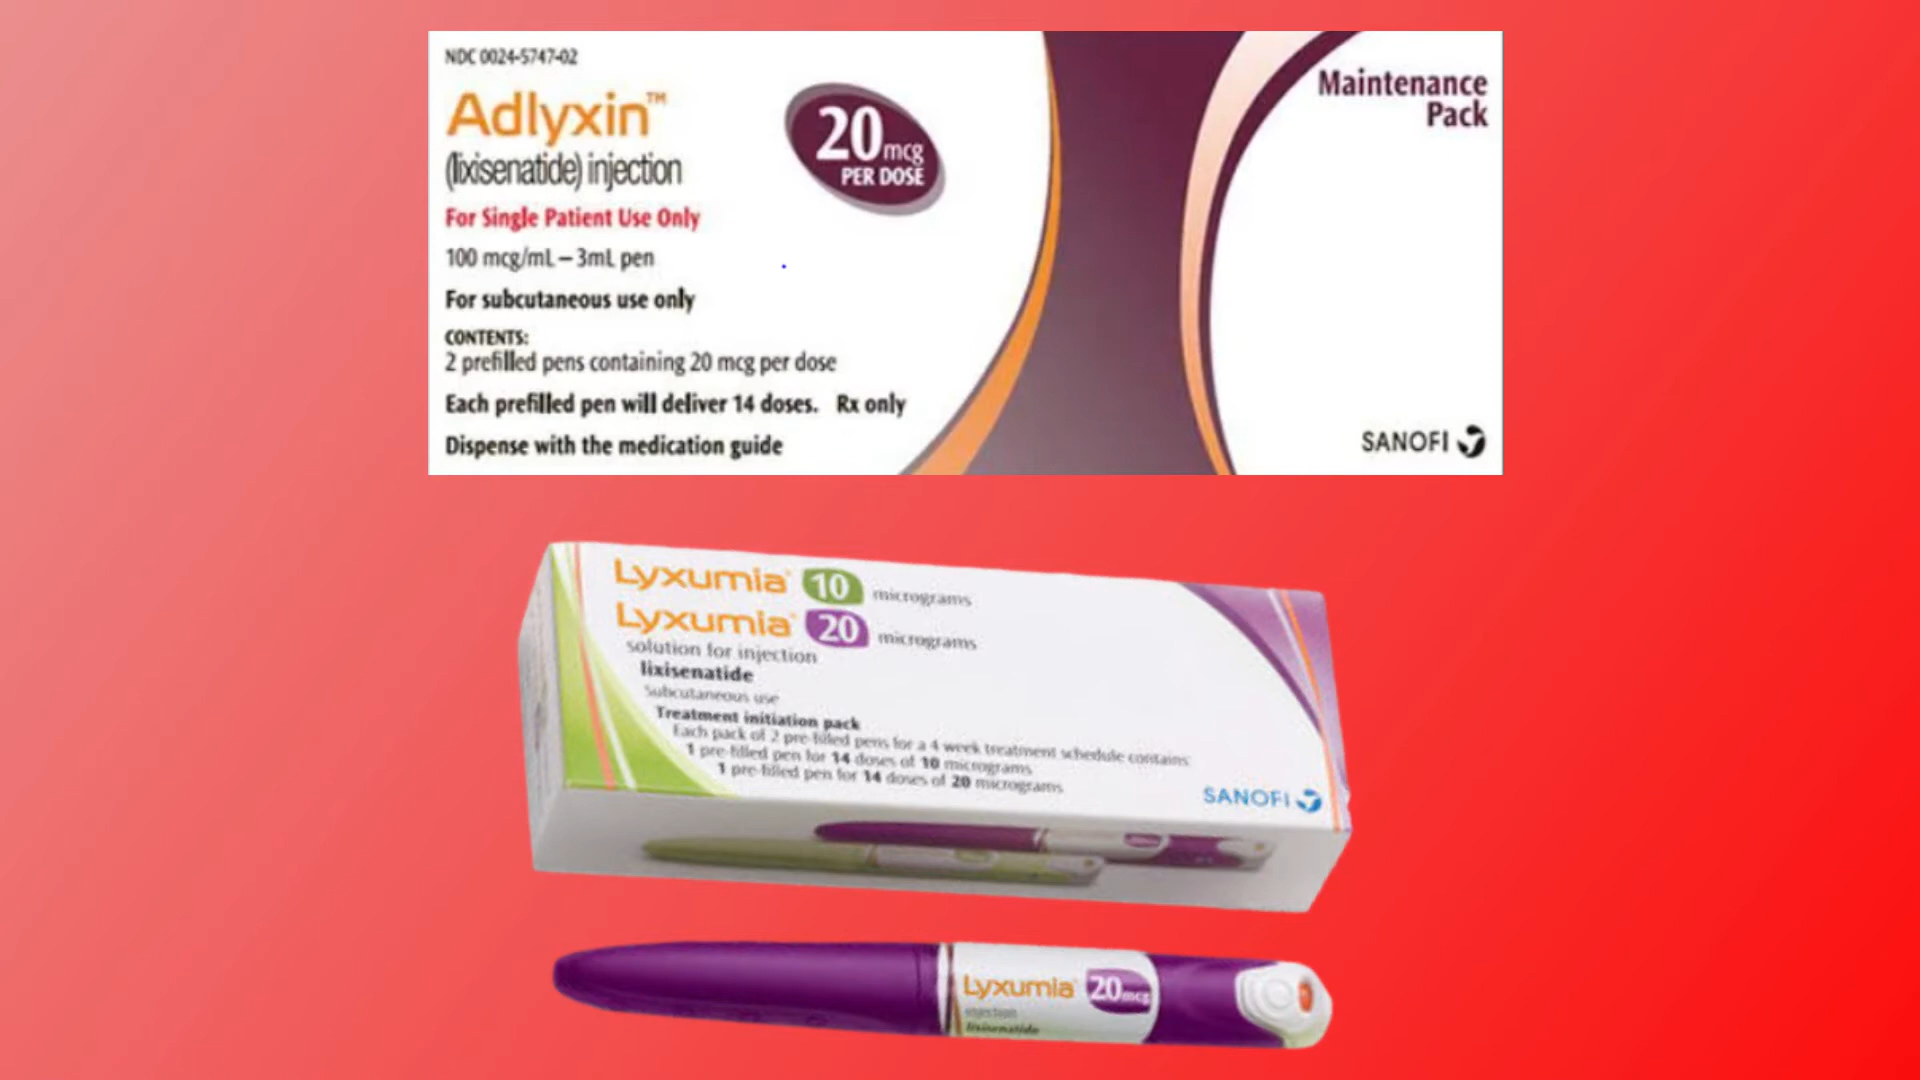 NDC 0024-5747-02
Adlyxin™
(lixisenatide) injection
For Single Patient Use Only
100 mcg/mL – 3mL pen
For subcutaneous use only
CONTENTS:
2 prefilled pens containing 20 mcg per dose
Each prefilled pen will deliver 14 doses. Rx only
Dispense with the medication guide
20 mcg
PER DOSE
Maintenance
Pack
SANOFI
Lyxumia® 10 micrograms
Lyxumia® 20 micrograms
solution for injection
lixisenatide
Subcutaneous use
Treatment initiation pack
Each pack of 2 pre-filled pens for a 4 week treatment schedule contains:
1 pre-filled pen for 14 doses of 10 micrograms
1 pre-filled pen for 14 doses of 20 micrograms
SANOFI
Lyxumia® 20mcg
injection
lixisenatide